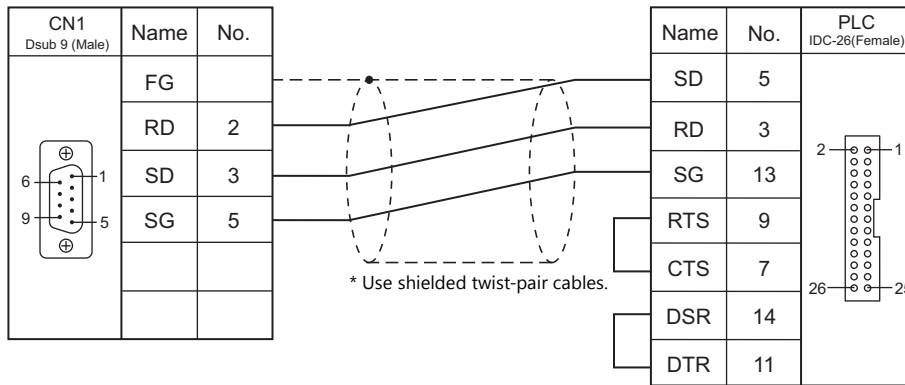 CN1
Dsub 9 (Male)
Name No.
FG
RD 2
SD 3
SG 5
6 1
9 5
* Use shielded twist-pair cables.
Name No.
PLC
IDC-26(Female)
SD 5
RD 3
SG 13
RTS 9
CTS 7
DSR 14
DTR 11
2 1
26 25